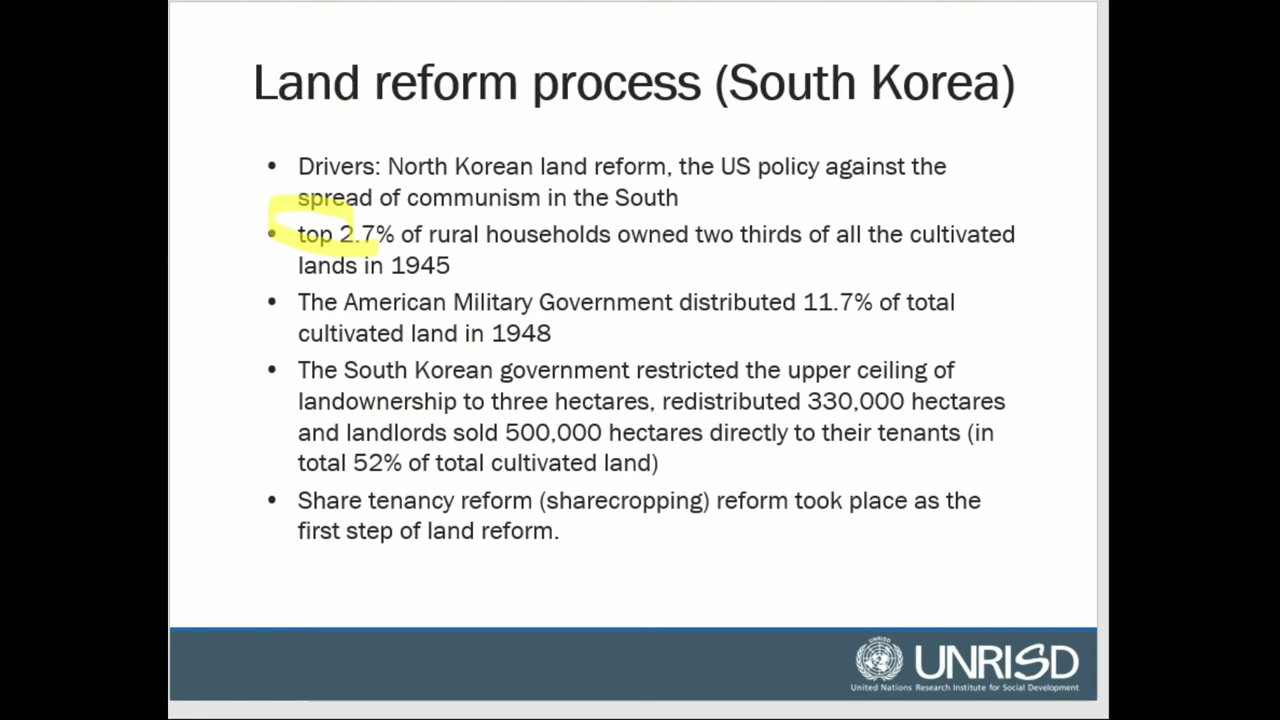 Land reform process (South Korea)
• Drivers: North Korean land reform, the US policy against the
spread of communism in the South
• top 2.7% of rural households owned two thirds of all the cultivated
lands in 1945
• The American Military Government distributed 11.7% of total
cultivated land in 1948
• The South Korean government restricted the upper ceiling of
landownership to three hectares, redistributed 330,000 hectares
and landlords sold 500,000 hectares directly to their tenants (in
total 52% of total cultivated land)
• Share tenancy reform (sharecropping) reform took place as the
first step of land reform.
UNRISD
UNRISD
United Nations Research Institute for Social Development